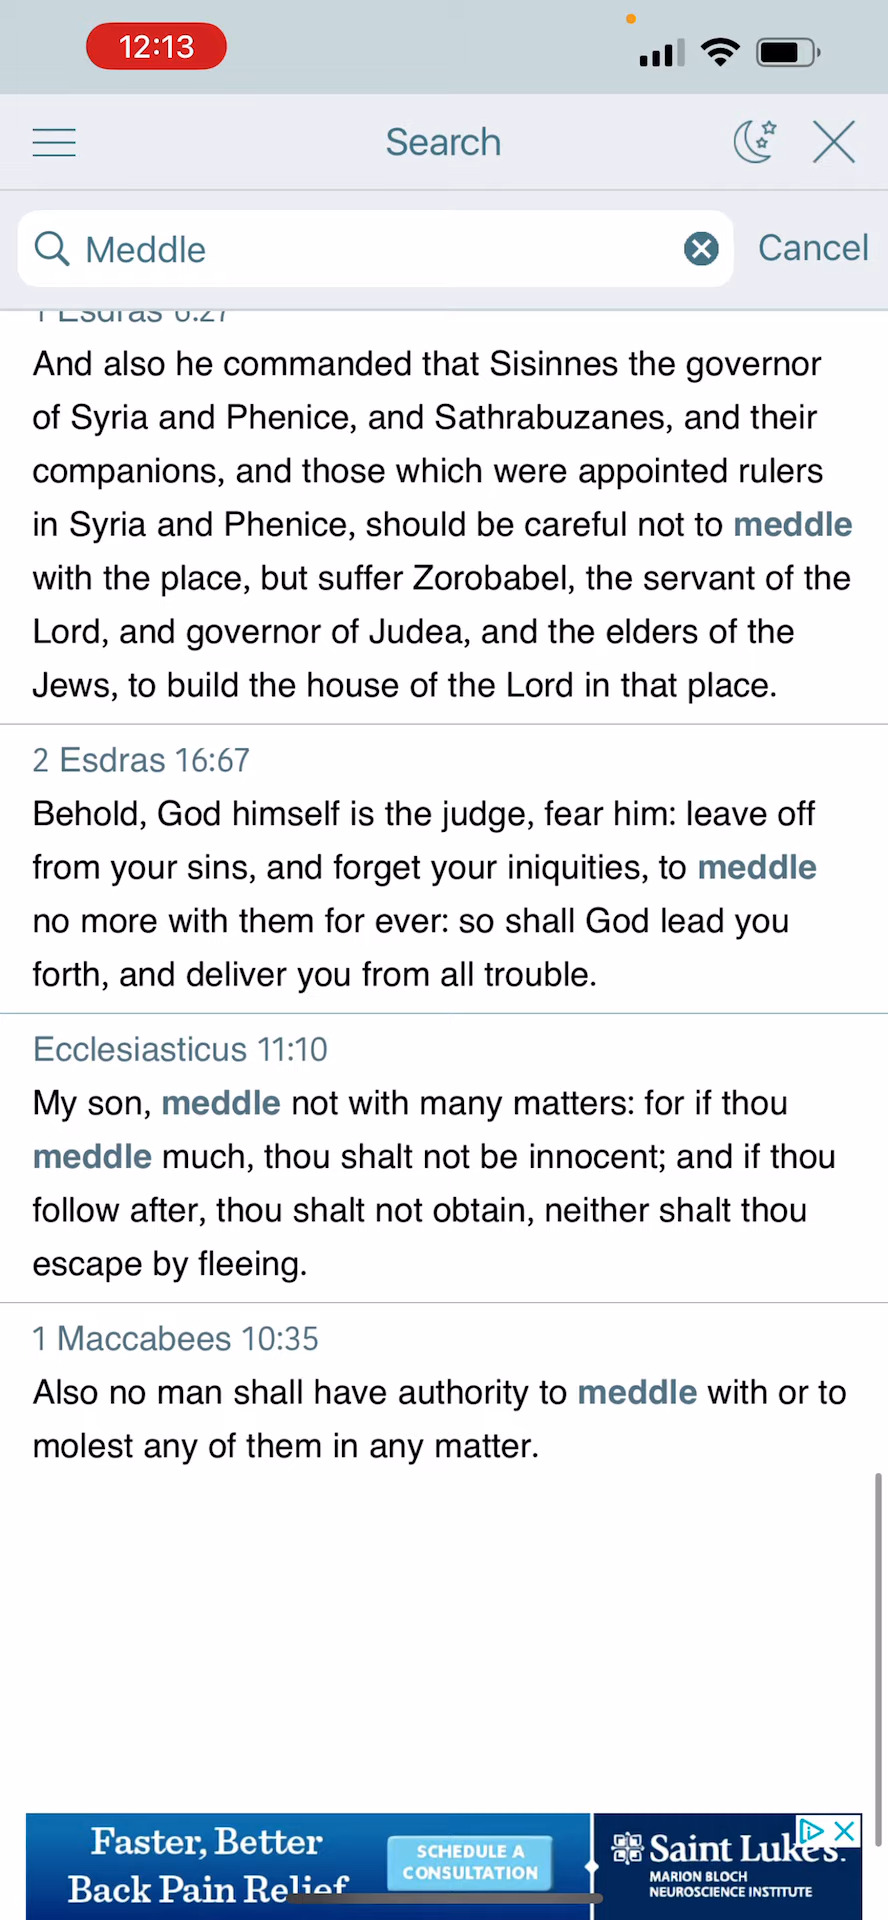 12:13
Search
Meddle
Cancel
1 Esdras 6:27
And also he commanded that Sisinnes the governor
of Syria and Phenice, and Sathrabuzanes, and their
companions, and those which were appointed rulers
in Syria and Phenice, should be careful not to meddle
with the place, but suffer Zorobabel, the servant of the
Lord, and governor of Judea, and the elders of the
Jews, to build the house of the Lord in that place.
2 Esdras 16:67
Behold, God himself is the judge, fear him: leave off
from your sins, and forget your iniquities, to meddle
no more with them for ever: so shall God lead you
forth, and deliver you from all trouble.
Ecclesiasticus 11:10
My son, meddle not with many matters: for if thou
meddle much, thou shalt not be innocent; and if thou
follow after, thou shalt not obtain, neither shalt thou
escape by fleeing.
1 Maccabees 10:35
Also no man shall have authority to meddle with or to
molest any of them in any matter.
Faster, Better
Back Pain Relief
SCHEDULE A
CONSULTATION
Saint Luke's.
MARION BLOCH
NEUROSCIENCE INSTITUTE